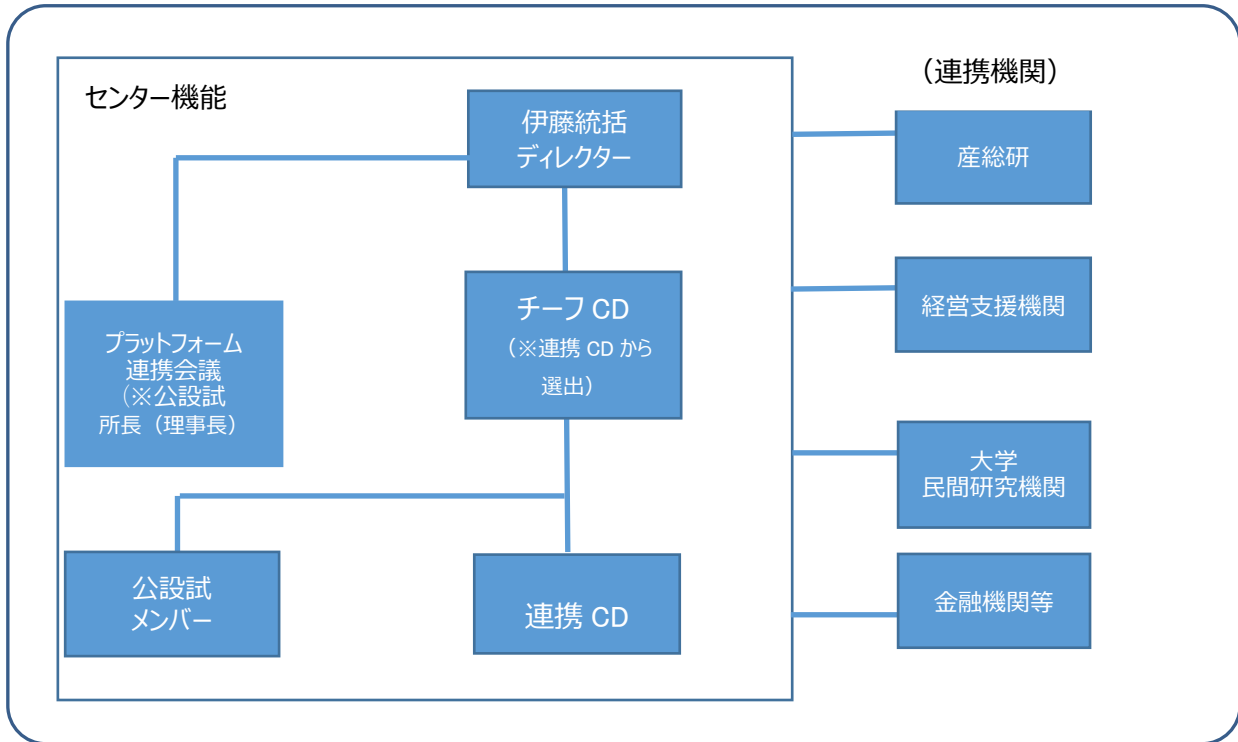 センター機能
伊藤統括
ディレクター
プラットフォーム
連携会議
(※公設試
所長（理事長）
チーフ CD
（※連携 CD から
選出）
公設試
メンバー
連携 CD
（連携機関）
産総研
経営支援機関
大学
民間研究機関
金融機関等